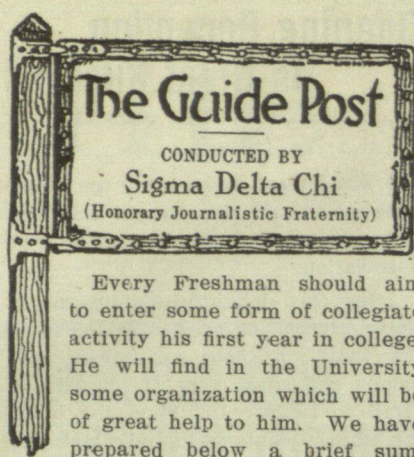 The Guide Post
CONDUCTED BY
Sigma Delta Chi
(Honorary Journalistic Fraternity)
Every Freshman should aim
to enter some form of collegiate
activity his first year in college.
He will find in the University
some organization which will be
of great help to him. We have
prepared below a brief sum